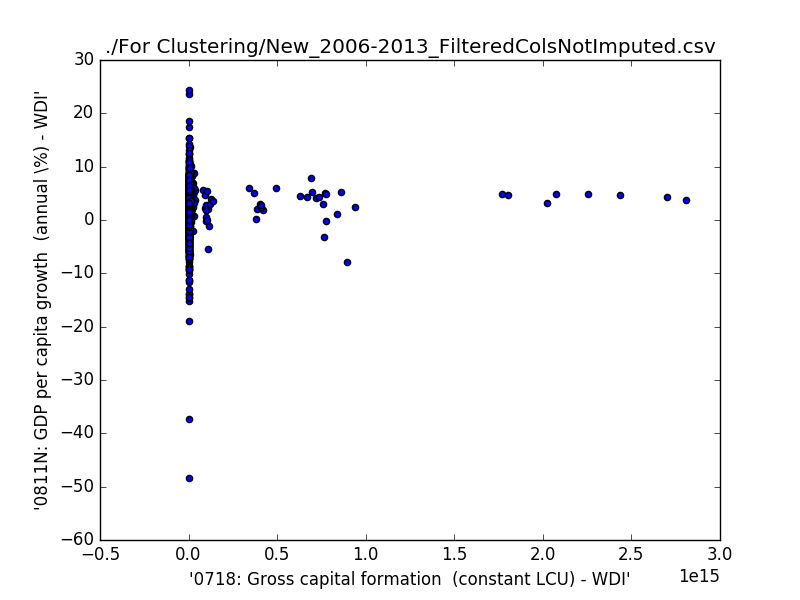 ./For Clustering/New_2006-2013_FilteredColsNotImputed.csv
30
20
10
0
−10
−20
−30
−40
−50
−60
'0811N: GDP per capita growth  (annual \%) - WDI'
−0.5 0.0 0.5 1.0 1.5 2.0 2.5 3.0
1e15
'0718: Gross capital formation  (constant LCU) - WDI'